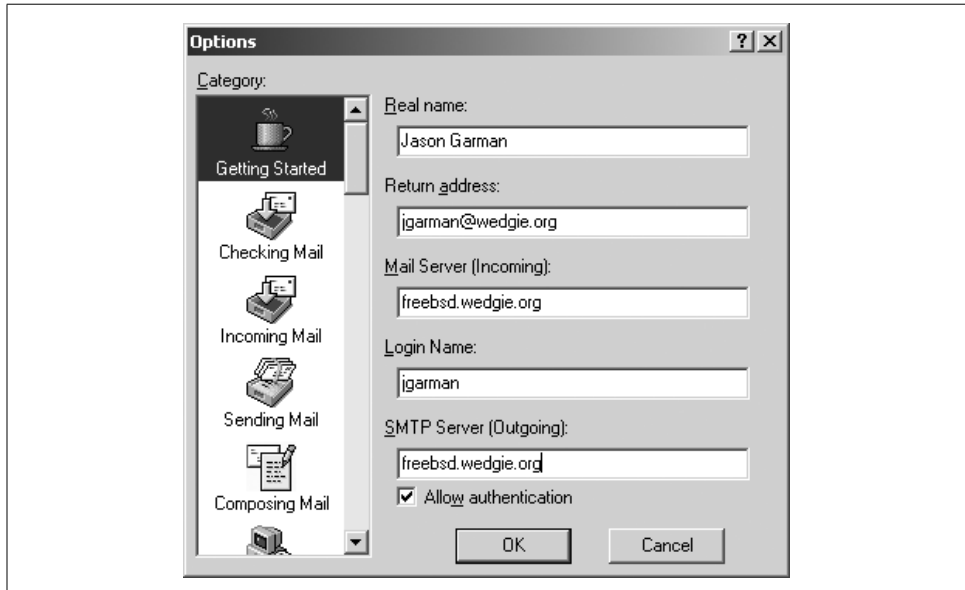 Options
Category:
Getting Started
Checking Mail
Incoming Mail
Sending Mail
Composing Mail
Real name:
Jason Garman
Return address:
jgarman@wedgie.org
Mail Server (Incoming):
freebsd.wedgie.org
Login Name:
jgarman
SMTP Server (Outgoing):
freebsd.wedgie.org
Allow authentication
OK
Cancel